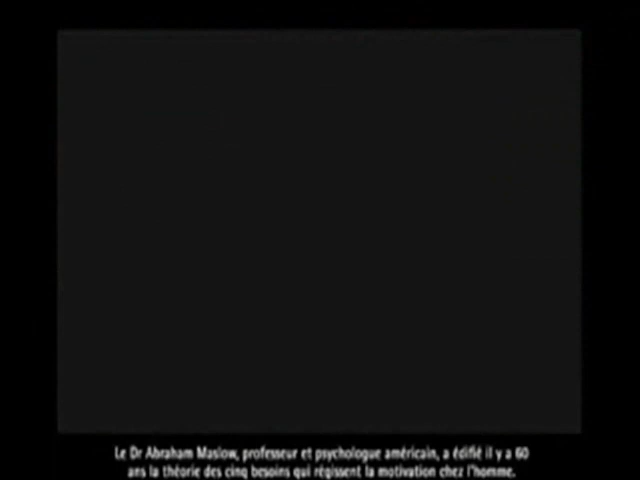 Le Dr Abraham Maslow, professeur et psychologue américain, a édifié il y a 60
ans la théorie des cinq besoins qui régissent la motivation chez l'homme.